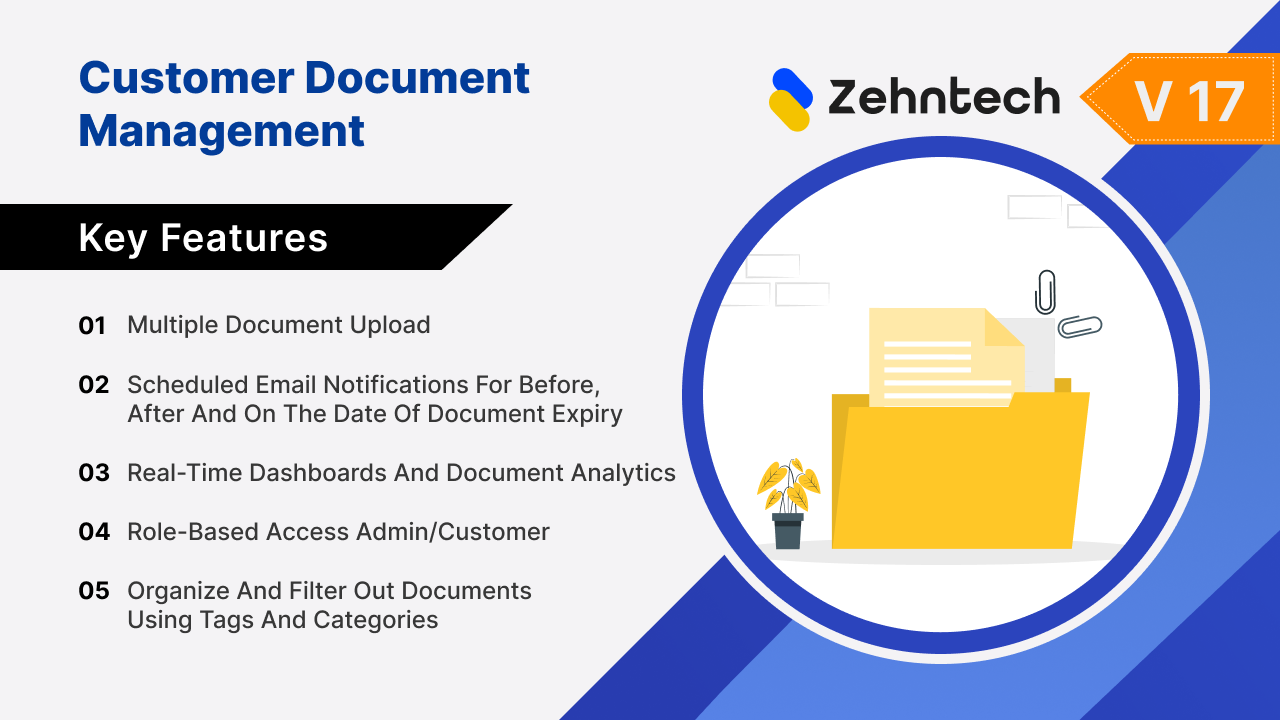 Customer Document
Management
Zehntech
V 17
Key Features
01 Multiple Document Upload
02 Scheduled Email Notifications For Before,
After And On The Date Of Document Expiry
03 Real-Time Dashboards And Document Analytics
04 Role-Based Access Admin/Customer
05 Organize And Filter Out Documents
Using Tags And Categories